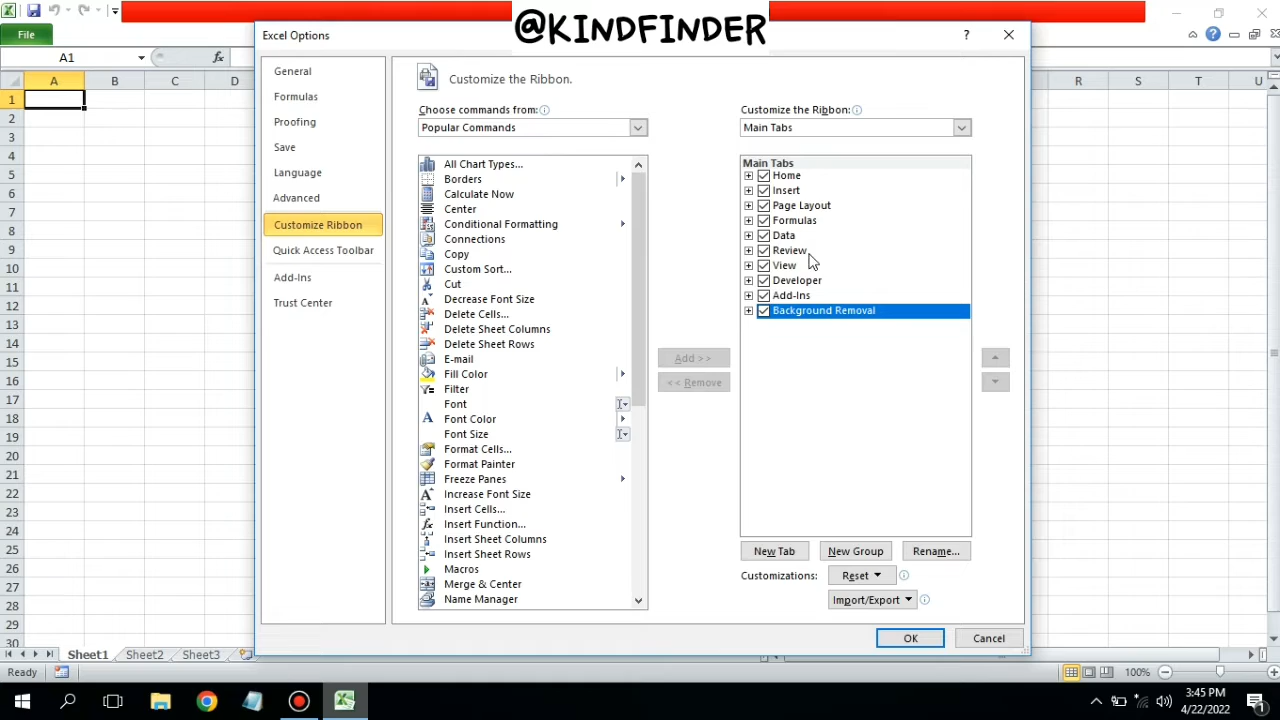 @KINDFINDER
Excel Options
File
A1
A B C D R S T U
1
2
3
4
5
6
7
8
9
10
11
12
13
14
15
16
17
18
19
20
21
22
23
24
25
26
27
28
29
30
General
Formulas
Proofing
Save
Language
Advanced
Customize Ribbon
Quick Access Toolbar
Add-Ins
Trust Center
Customize the Ribbon.
Choose commands from:
Popular Commands
All Chart Types...
Borders
Calculate Now
Center
Conditional Formatting
Connections
Copy
Custom Sort...
Cut
Decrease Font Size
Delete Cells...
Delete Sheet Columns
Delete Sheet Rows
E-mail
Fill Color
Filter
Font
Font Color
Font Size
Format Cells...
Format Painter
Freeze Panes
Increase Font Size
Insert Cells...
Insert Function...
Insert Sheet Columns
Insert Sheet Rows
Macros
Merge & Center
Name Manager
Add >>
<< Remove
Customize the Ribbon:
Main Tabs
Main Tabs
Home
Insert
Page Layout
Formulas
Data
Review
View
Developer
Add-Ins
Background Removal
New Tab New Group Rename...
Customizations: Reset
Import/Export
OK Cancel
Sheet1 Sheet2 Sheet3
Ready 100%
3:45 PM
4/22/2022